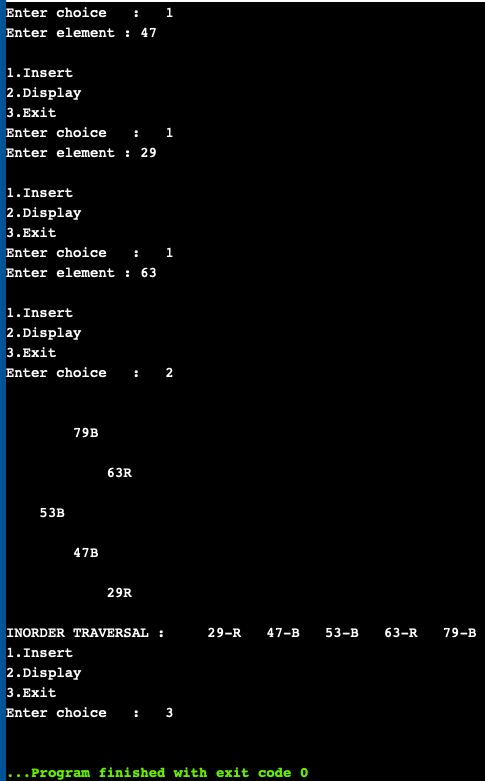 Enter choice   :   1
Enter element : 47
1.Insert
2.Display
3.Exit
Enter choice   :   1
Enter element : 29
1.Insert
2.Display
3.Exit
Enter choice   :   1
Enter element : 63
1.Insert
2.Display
3.Exit
Enter choice   :   2
79B
63R
53B
47B
29R
INORDER TRAVERSAL :     29-R   47-B   53-B   63-R   79-B
1.Insert
2.Display
3.Exit
Enter choice   :   3
...Program finished with exit code 0